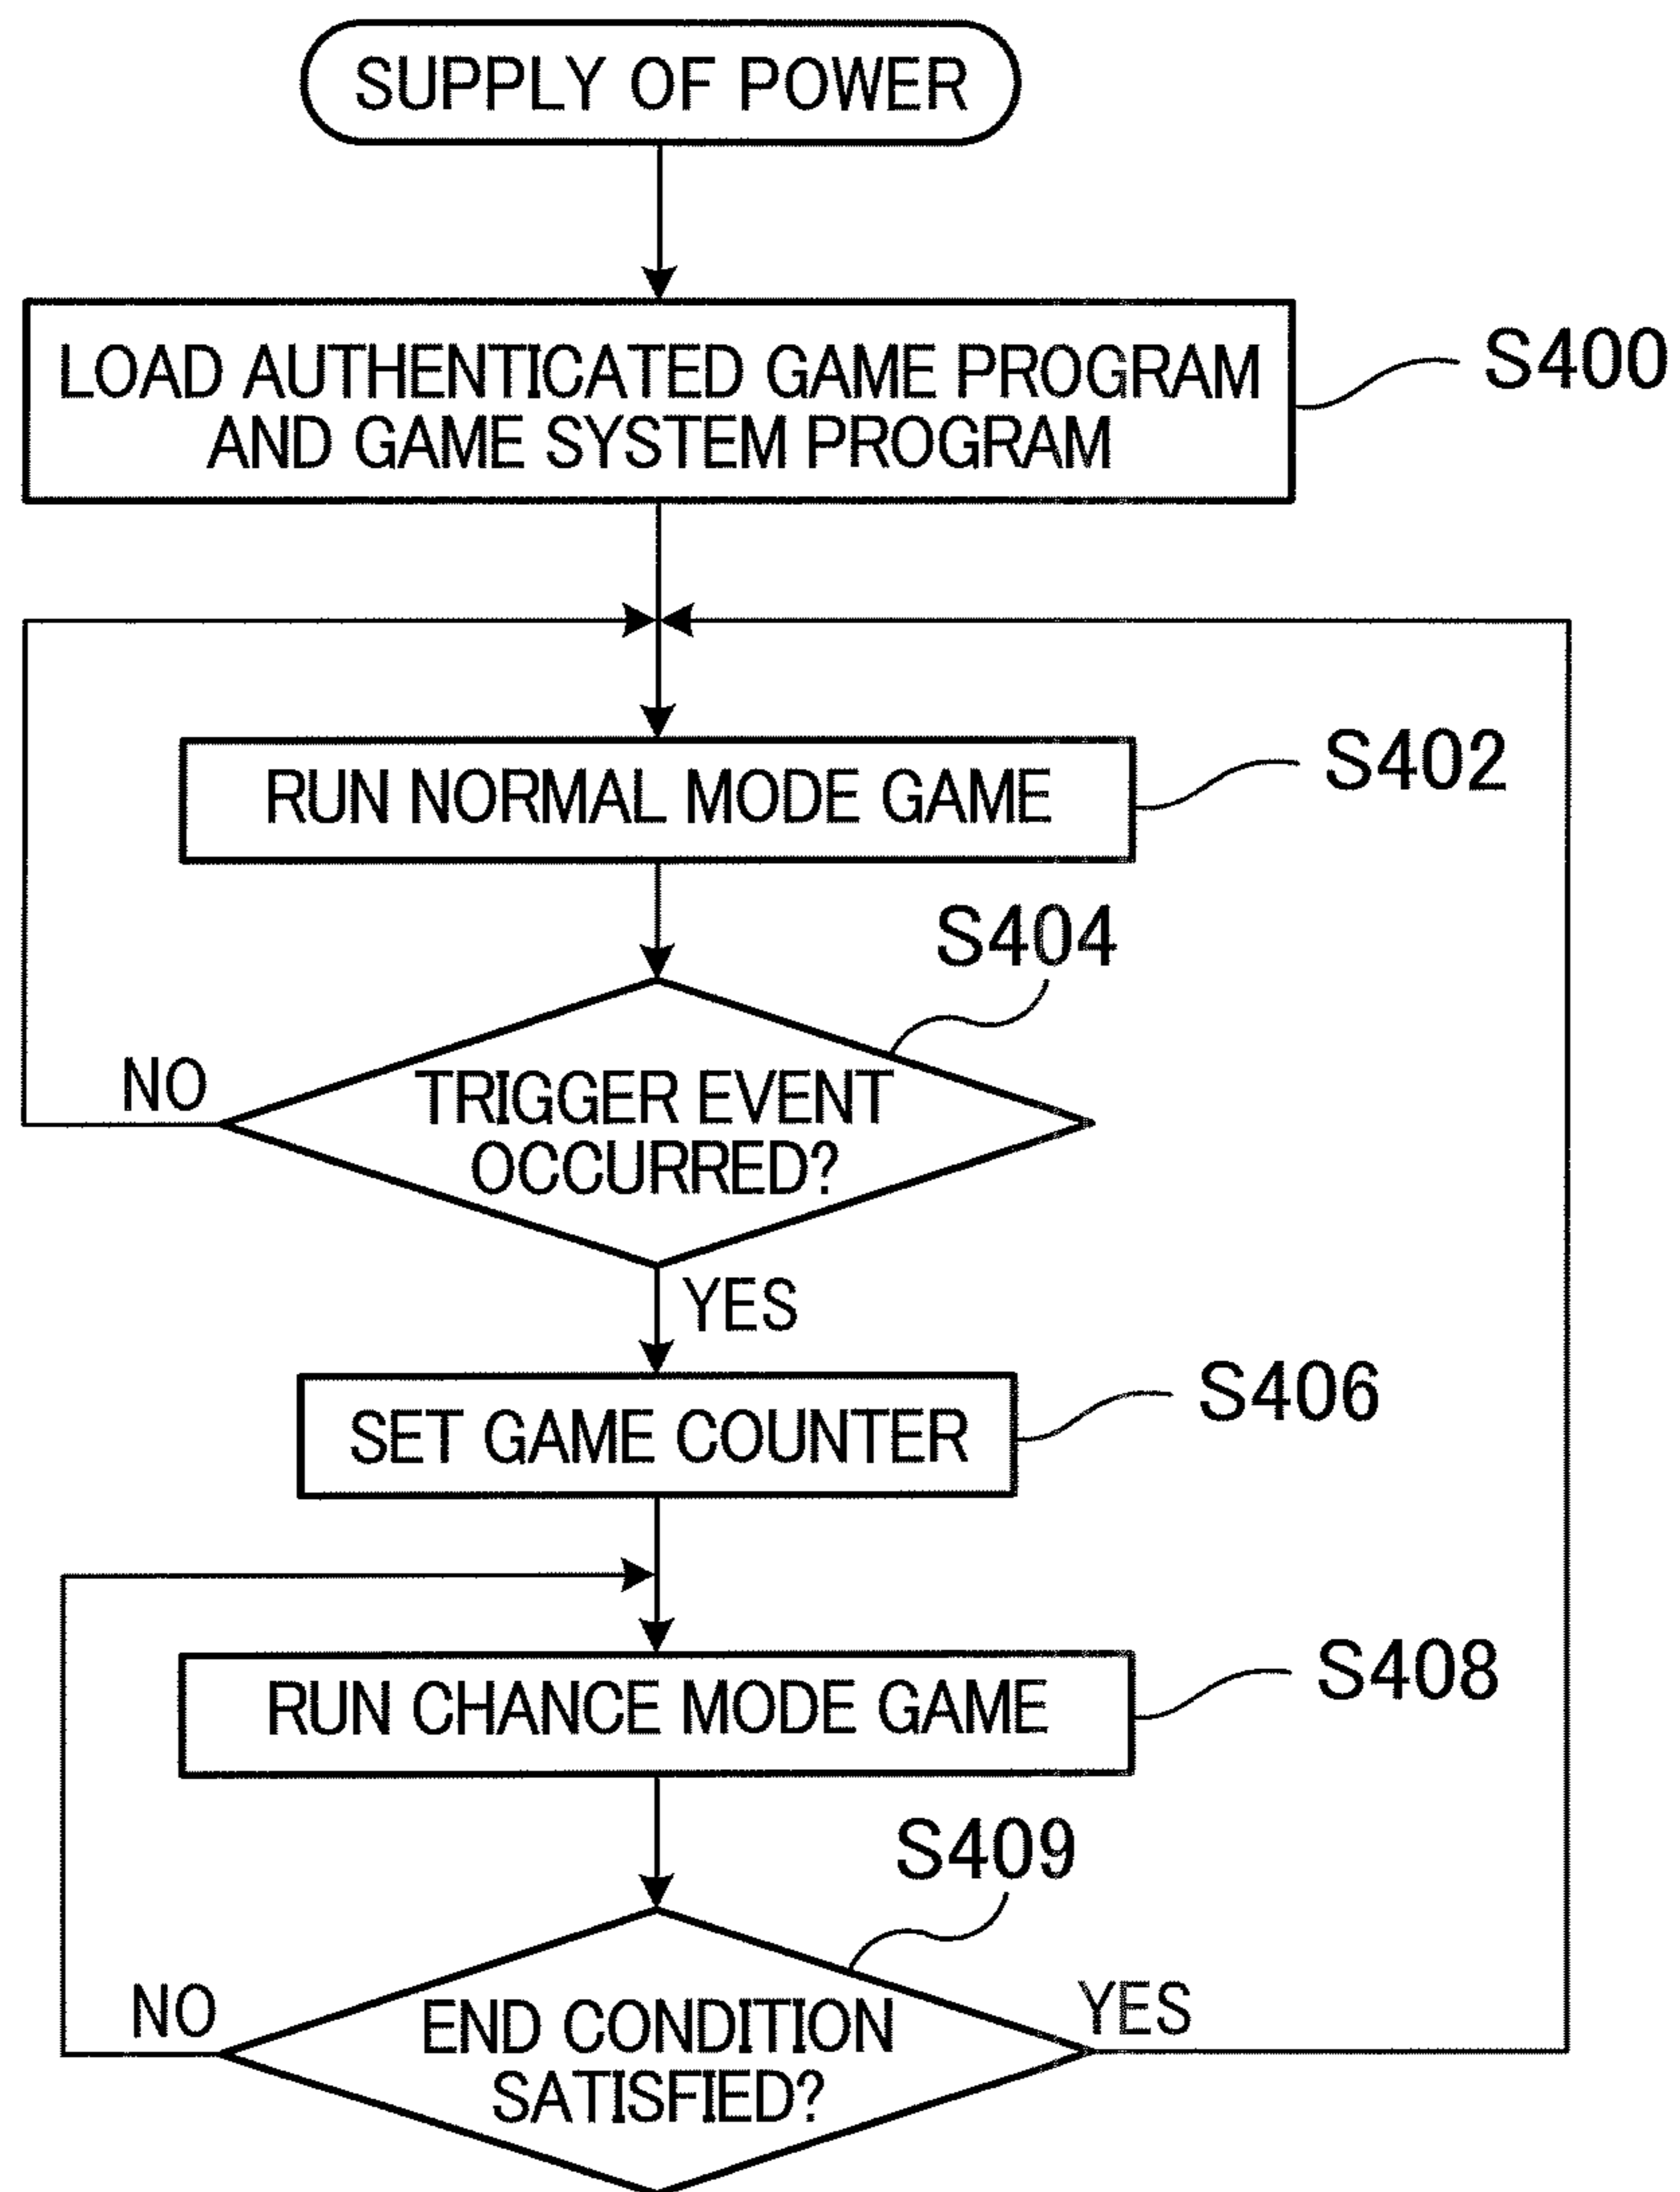 SUPPLY OF POWER
LOAD AUTHENTICATED GAME PROGRAM
AND GAME SYSTEM PROGRAM
S400
RUN NORMAL MODE GAME
S402
S404
NO
TRIGGER EVENT
OCCURRED?
YES
SET GAME COUNTER
S406
RUN CHANCE MODE GAME
S408
S409
NO
END CONDITION
SATISFIED?
YES